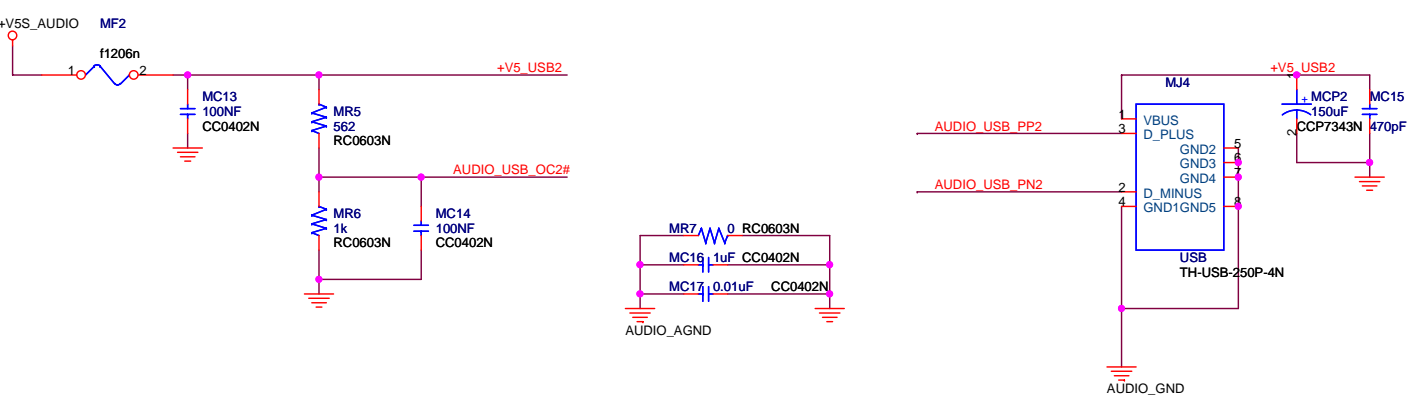 +V5S_AUDIO
MF2
f1206n
1
2
+V5_USB2
MC13
100NF
CC0402N
MR5
562
RC0603N
AUDIO_USB_OC2#
MR6
1k
RC0603N
MC14
100NF
CC0402N
MR7 0 RC0603N
MC16 1uF CC0402N
MC17 0.01uF CC0402N
AUDIO_AGND
+V5_USB2
MJ4
1
VBUS
AUDIO_USB_PP2
3
D_PLUS
GND2
5
GND3
6
GND4
7
AUDIO_USB_PN2
2
D_MINUS
4
GND1GND5
8
USB
TH-USB-250P-4N
1
+
MCP2
150uF
CCP7343N
2
MC15
470pF
AUDIO_GND